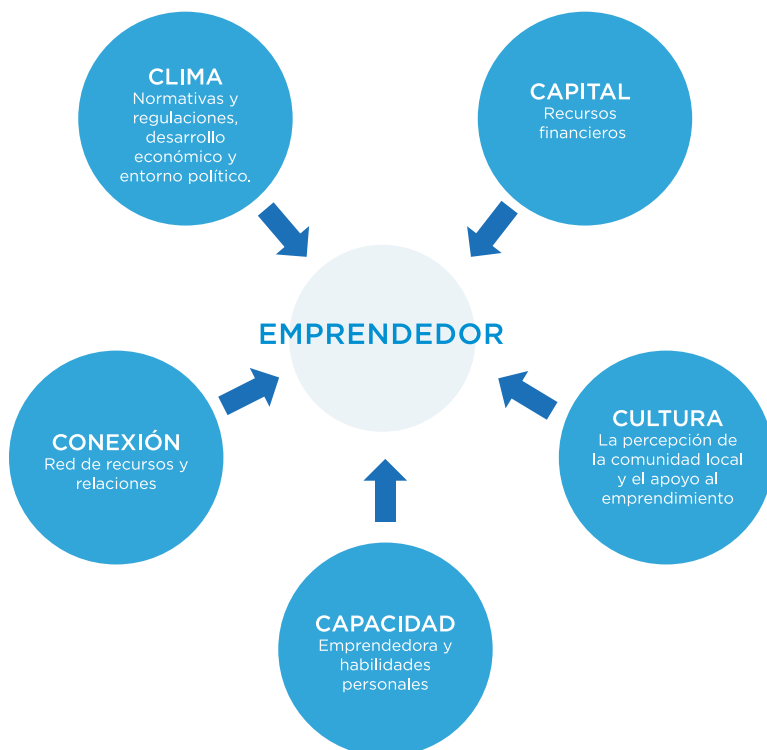 CLIMA
Normativas y
regulaciones,
desarrollo
económico y
entorno político.
CAPITAL
Recursos
financieros
EMPRENDEDOR
CONEXIÓN
Red de recursos y
relaciones
CULTURA
La percepción de
la comunidad local
y el apoyo al
emprendimiento
CAPACIDAD
Emprendedora y
habilidades
personales